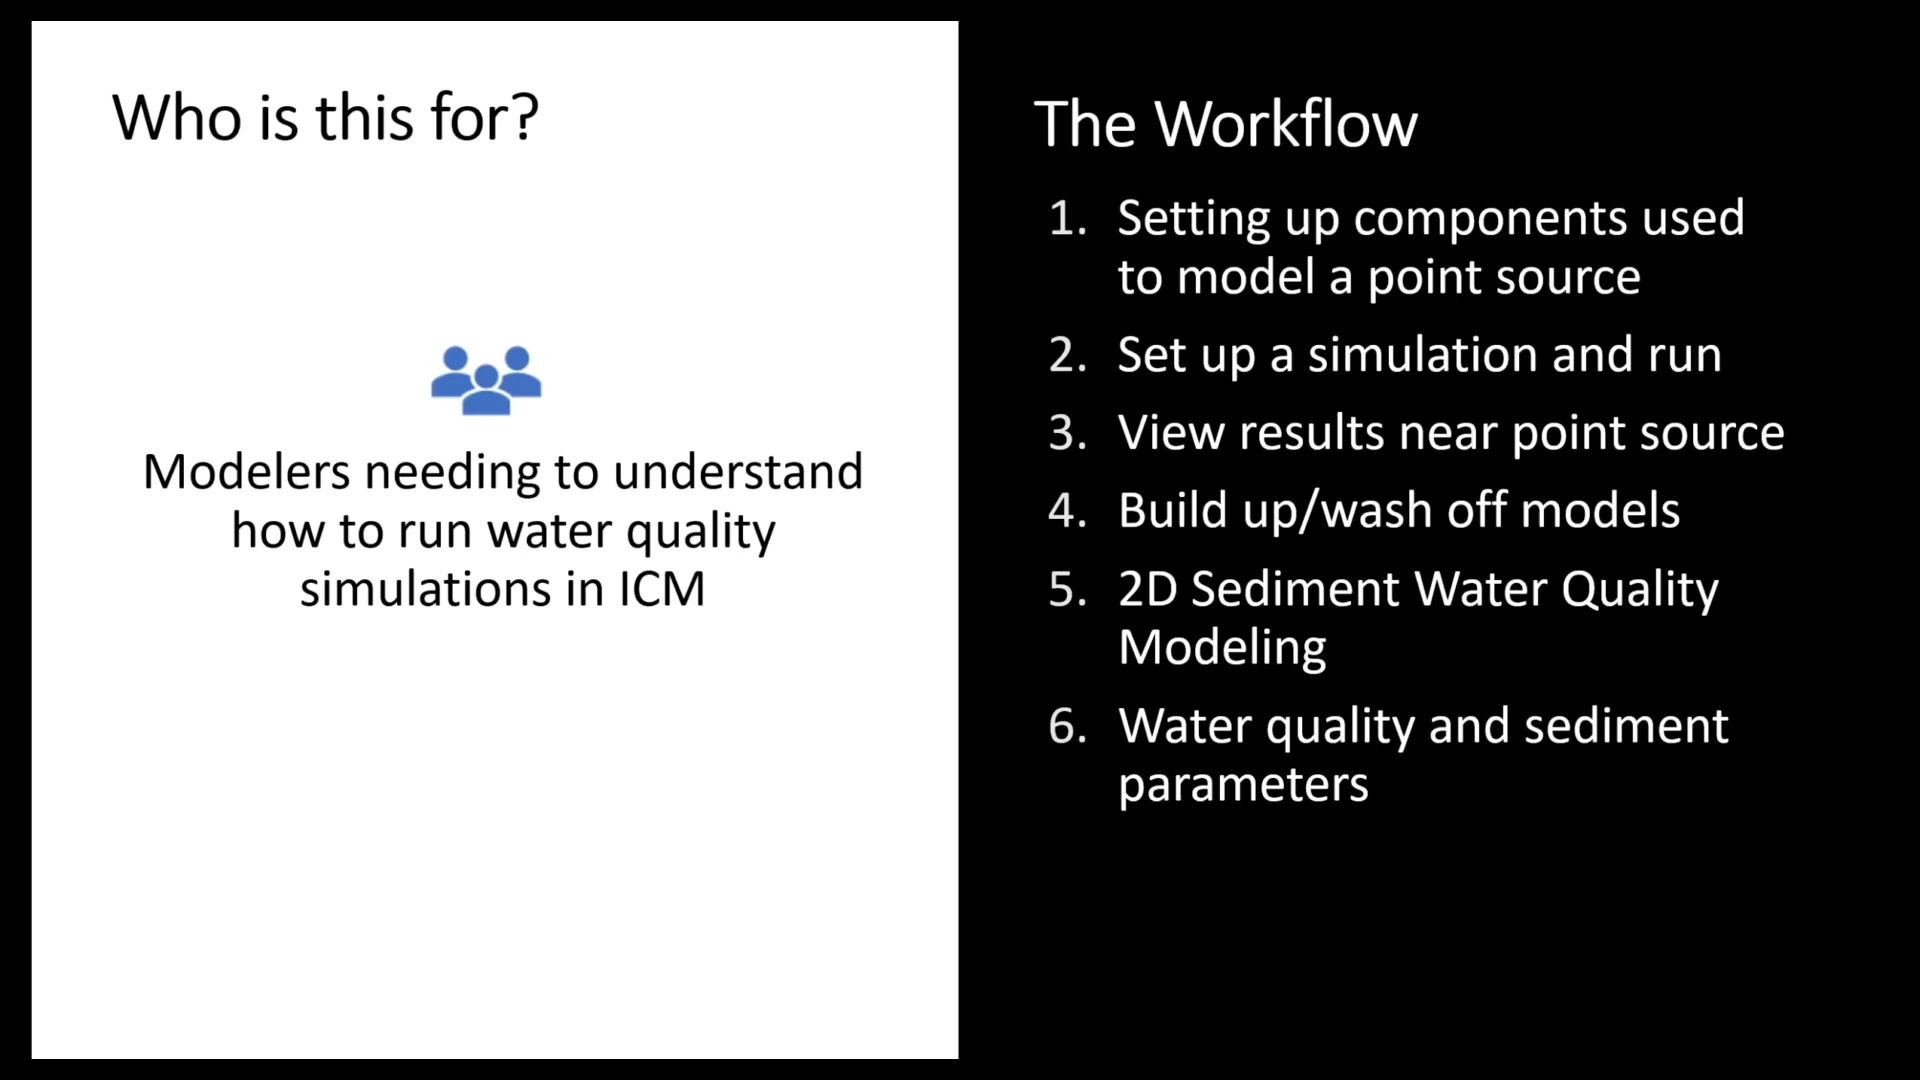 Who is this for?
Modelers needing to understand
how to run water quality
simulations in ICM
The Workflow
1. Setting up components used
to model a point source
2. Set up a simulation and run
3. View results near point source
4. Build up/wash off models
5. 2D Sediment Water Quality
Modeling
6. Water quality and sediment
parameters